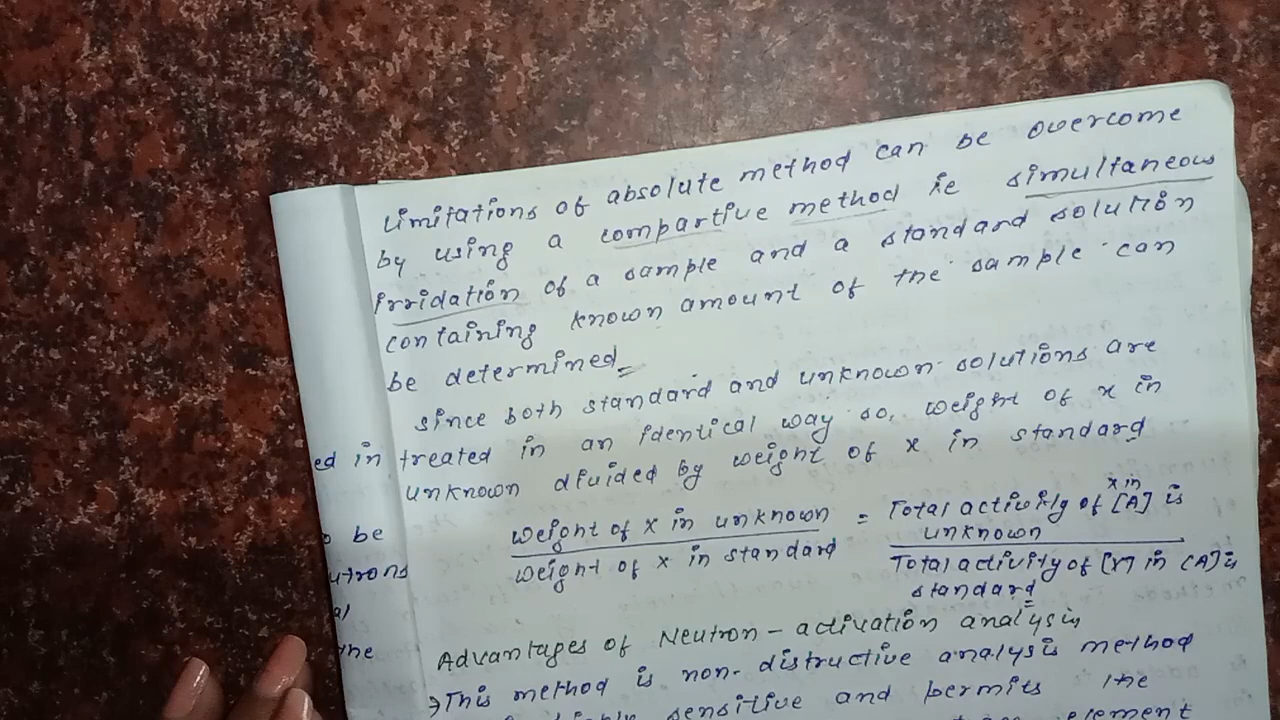 Limitations of absolute method can be overcome
by using a compartive method ie simultaneous
irridation of a sample and a standard solution
containing known amount of the sample can
be determined.
since both standard and unknown solutions are
treated in an identical way so, weight of x in
unknown divided by weight of x in standard
weight of x in unknown = Total activity of x in [A] is
unknown
weight of x in standard Total activity of [x] in [A] is
standard
Advantages of Neutron-activation analysis
→ This method is non-distructive analysis method
sensitive and permits the
element
ed in
be
utrons
al
the